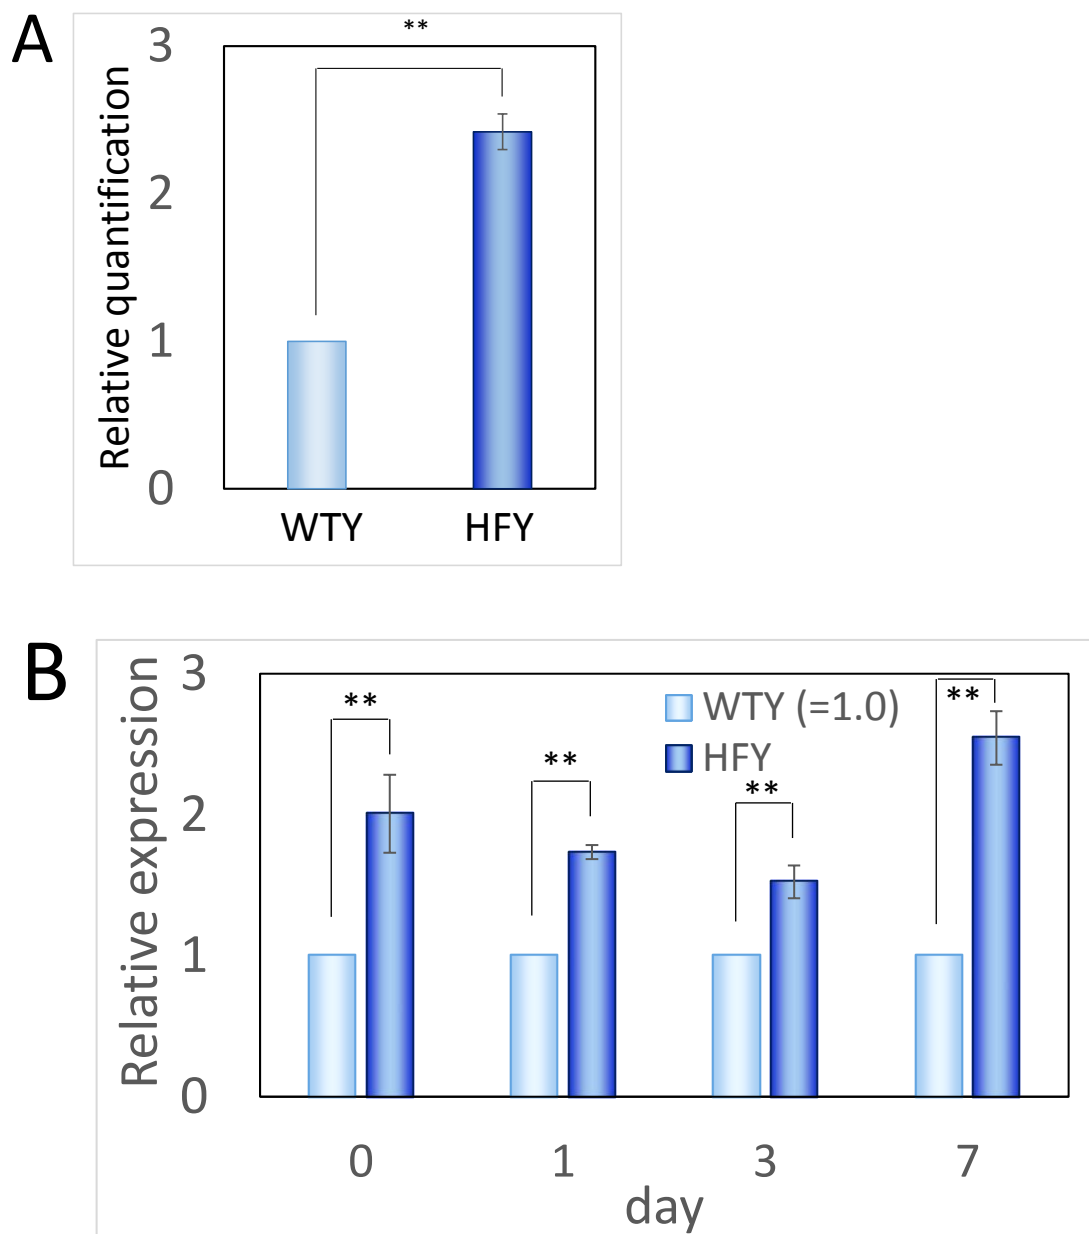 A
**
3
2
1
0
Relative quantification
WTY HFY
B
3
2
1
0
Relative expression
**
**
**
**
WTY (=1.0)
HFY
0 1 3 7
day